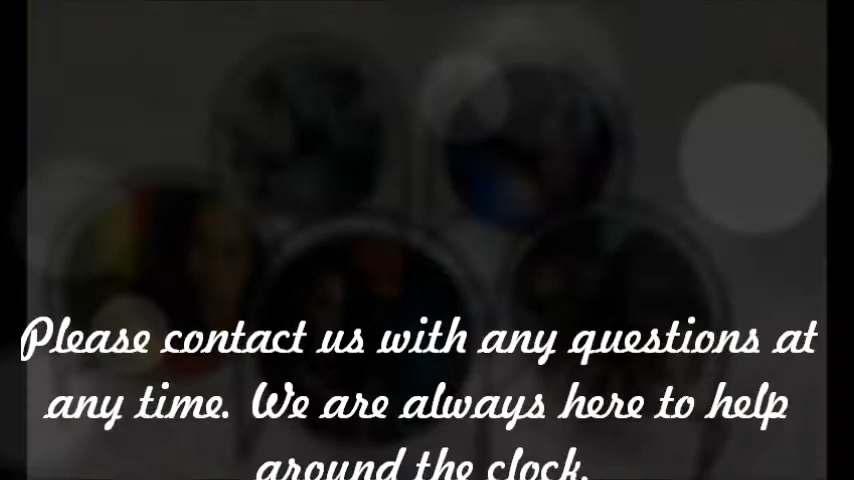 Please contact us with any questions at
any time. We are always here to help
around the clock.